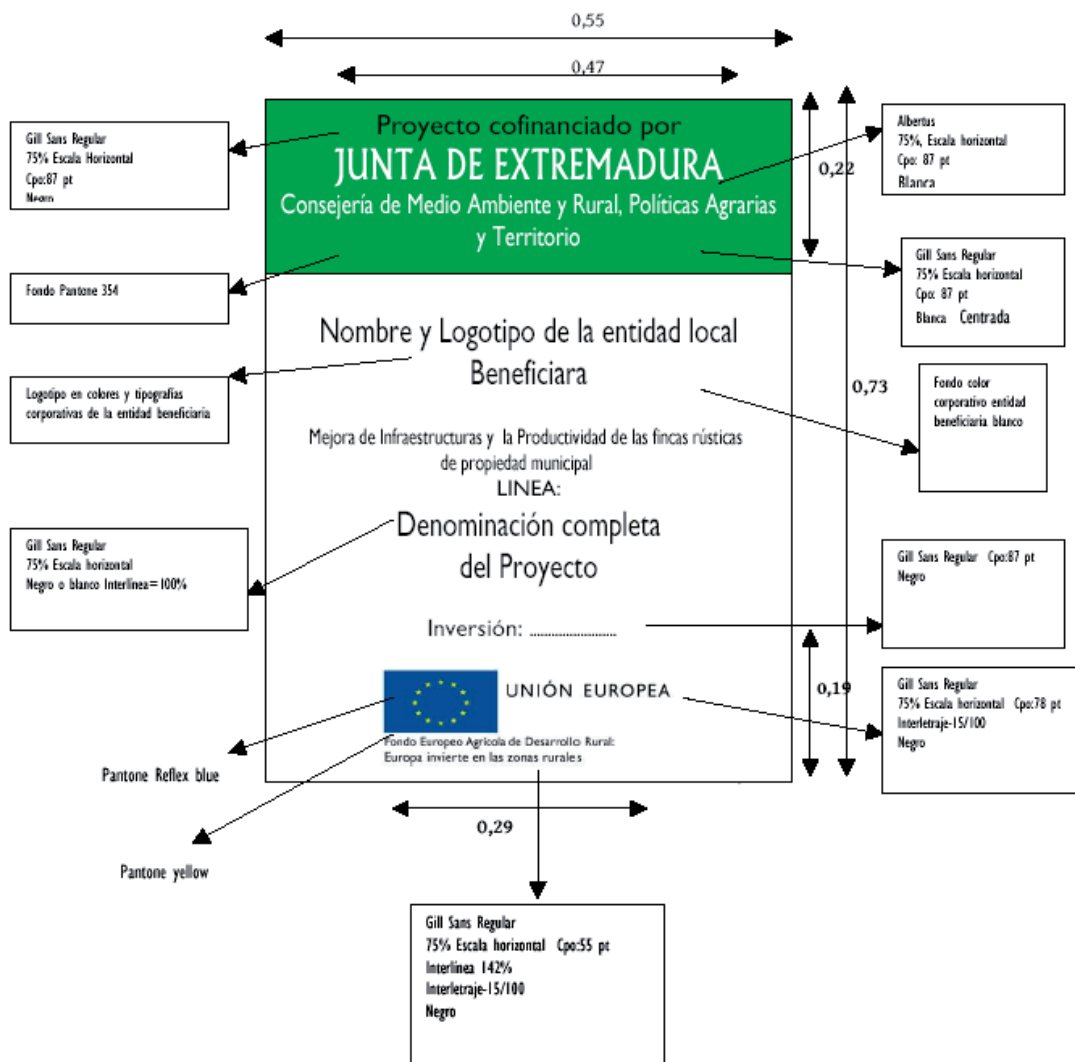 0,55
0,47
Proyecto cofinanciado por
JUNTA DE EXTREMADURA
Consejería de Medio Ambiente y Rural, Políticas Agrarias
y Territorio
Gill Sans Regular
75% Escala Horizontal
Cpo:87 pt
Negro
Albertus
75%, Escala horizontal
Cpo: 87 pt
Blanca
0,22
Gill Sans Regular
75% Escala horizontal
Cpo: 87 pt
Blanca Centrada
Fondo Pantone 354
Nombre y Logotipo de la entidad local
Beneficiara
Logotipo en colores y tipografías
corporativas de la entidad beneficiaria
0,73
Fondo color
corporativo entidad
beneficiaria blanco
Mejora de Infraestructuras y la Productividad de las fincas rústicas
de propiedad municipal
LINEA:
Denominación completa
del Proyecto
Gill Sans Regular
75% Escala horizontal
Negro o blanco Interlínea=100%
Gill Sans Regular Cpo:87 pt
Negro
Inversión: ..........................
UNIÓN EUROPEA
0,19
Gill Sans Regular
75% Escala horizontal Cpo:78 pt
Interletraje-15/100
Negro
Fondo Europeo Agrícola de Desarrollo Rural:
Europa invierte en las zonas rurales
Pantone Reflex blue
0,29
Pantone yellow
Gill Sans Regular
75% Escala horizontal Cpo:55 pt
Interlínea 142%
Interletraje-15/100
Negro